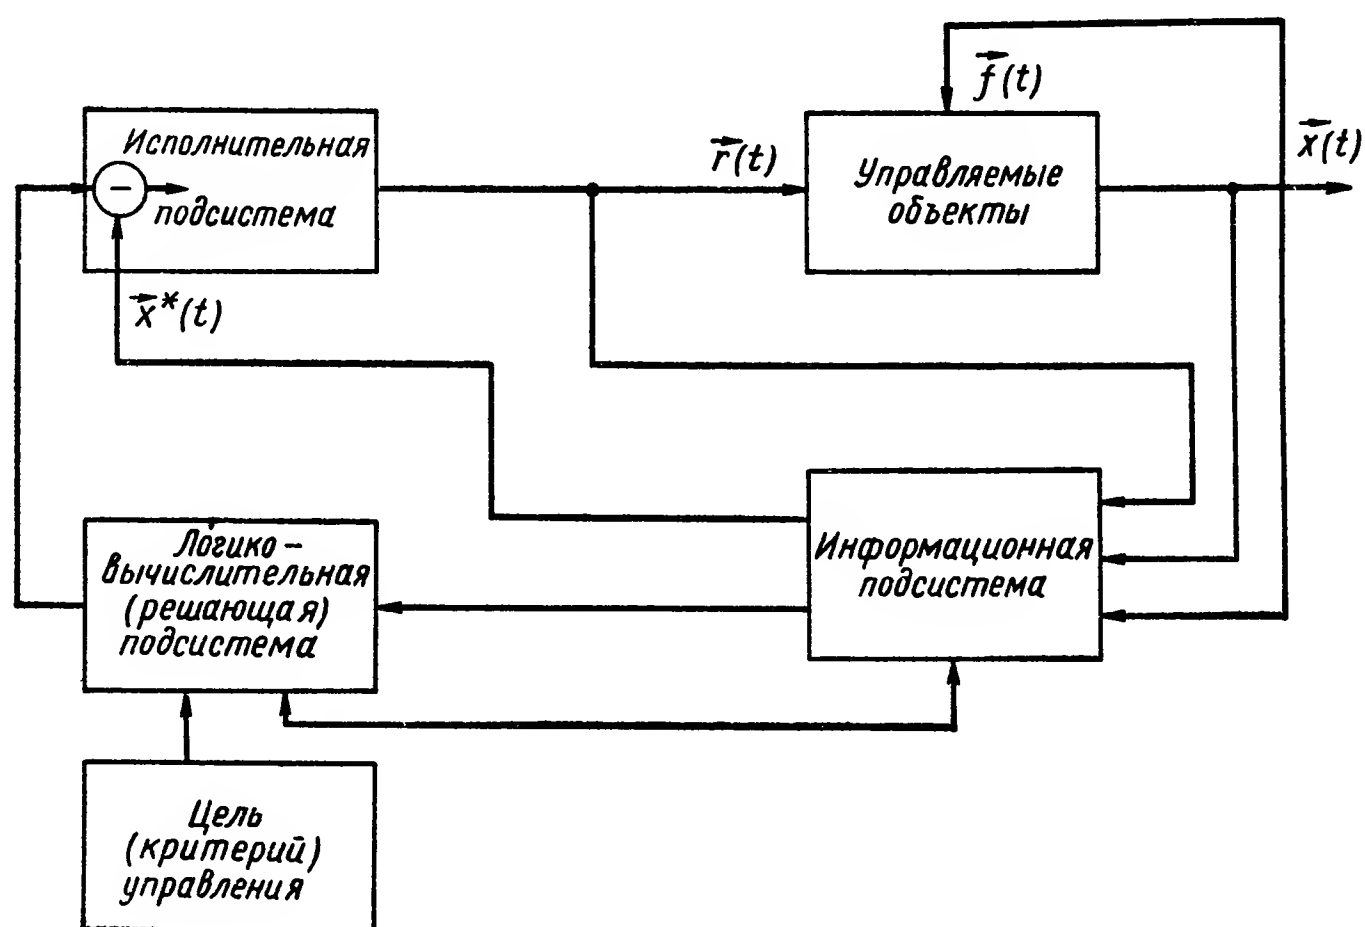 f(t)
x(t)
Исполнительная
−
подсистема
r(t)
Управляемые
объекты
x*(t)
Логико-
вычислительная
(решающая)
подсистема
Информационная
подсистема
Цель
(критерий)
управления